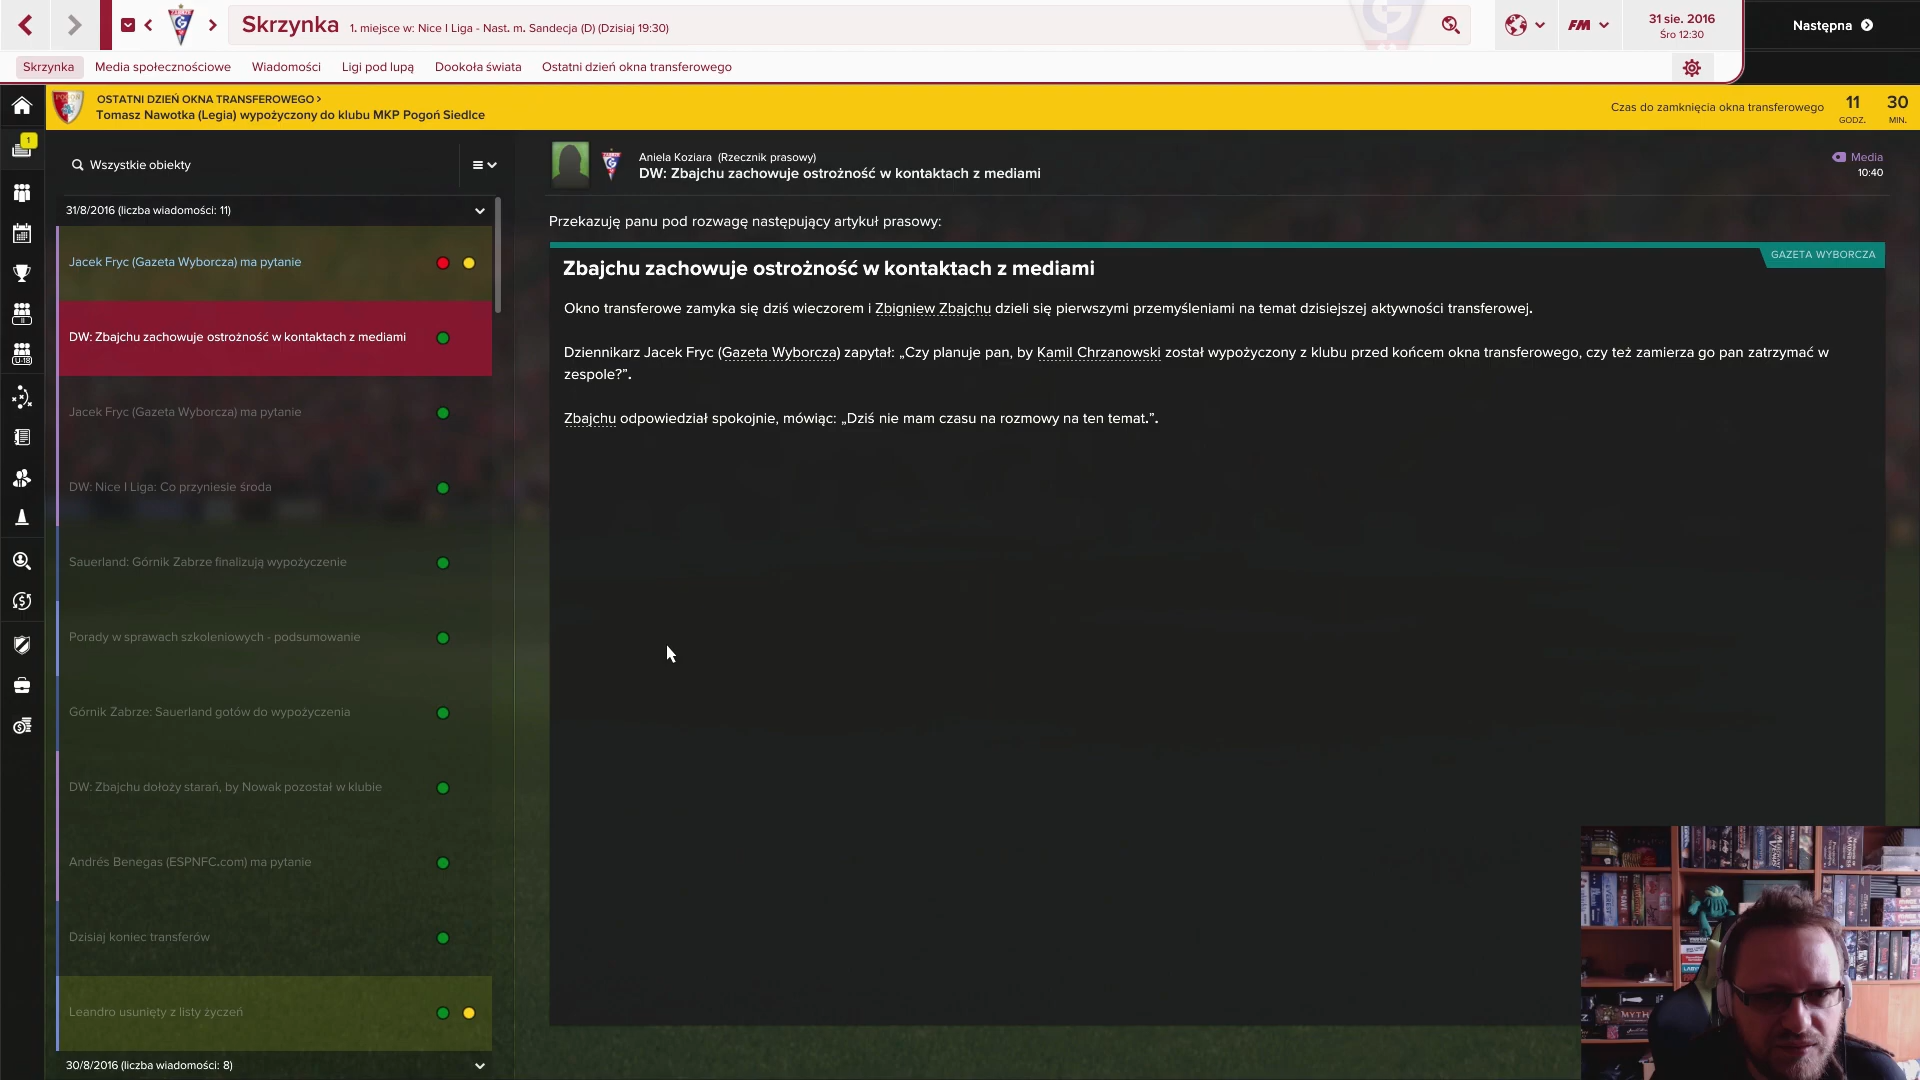 Skrzynka
1. miejsce w: Nice I Liga - Nast. m. Sandecja (D) (Dzisiaj 19:30)
FM
31 sie. 2016
Śro 12:30
Następna
Skrzynka
Media społecznościowe
Wiadomości
Ligi pod lupą
Dookoła świata
Ostatni dzień okna transferowego
OSTATNI DZIEŃ OKNA TRANSFEROWEGO >
Tomasz Nawotka (Legia) wypożyczony do klubu MKP Pogoń Siedlce
Czas do zamknięcia okna transferowego
11
GODZ.
30
MIN.
1
Wszystkie obiekty
31/8/2016 (liczba wiadomości: 11)
Jacek Fryc (Gazeta Wyborcza) ma pytanie
DW: Zbajchu zachowuje ostrożność w kontaktach z mediami
Jacek Fryc (Gazeta Wyborcza) ma pytanie
DW: Nice I Liga: Co przyniesie środa
Sauerland: Górnik Zabrze finalizują wypożyczenie
Porady w sprawach szkoleniowych - podsumowanie
Górnik Zabrze: Sauerland gotów do wypożyczenia
DW: Zbajchu dołoży starań, by Nowak pozostał w klubie
Andrés Benegas (ESPNFC.com) ma pytanie
Dzisiaj koniec transferów
Leandro usunięty z listy życzeń
30/8/2016 (liczba wiadomości: 8)
II
U-18
Aniela Koziara (Rzecznik prasowy)
DW: Zbajchu zachowuje ostrożność w kontaktach z mediami
Media
10:40
Przekazuję panu pod rozwagę następujący artykuł prasowy:
GAZETA WYBORCZA
Zbajchu zachowuje ostrożność w kontaktach z mediami
Okno transferowe zamyka się dziś wieczorem i Zbigniew Zbajchu dzieli się pierwszymi przemyśleniami na temat dzisiejszej aktywności transferowej.
Dziennikarz Jacek Fryc (Gazeta Wyborcza) zapytał: „Czy planuje pan, by Kamil Chrzanowski został wypożyczony z klubu przed końcem okna transferowego, czy też zamierza go pan zatrzymać w
zespole?”.
Zbajchu odpowiedział spokojnie, mówiąc: „Dziś nie mam czasu na rozmowy na ten temat.”.